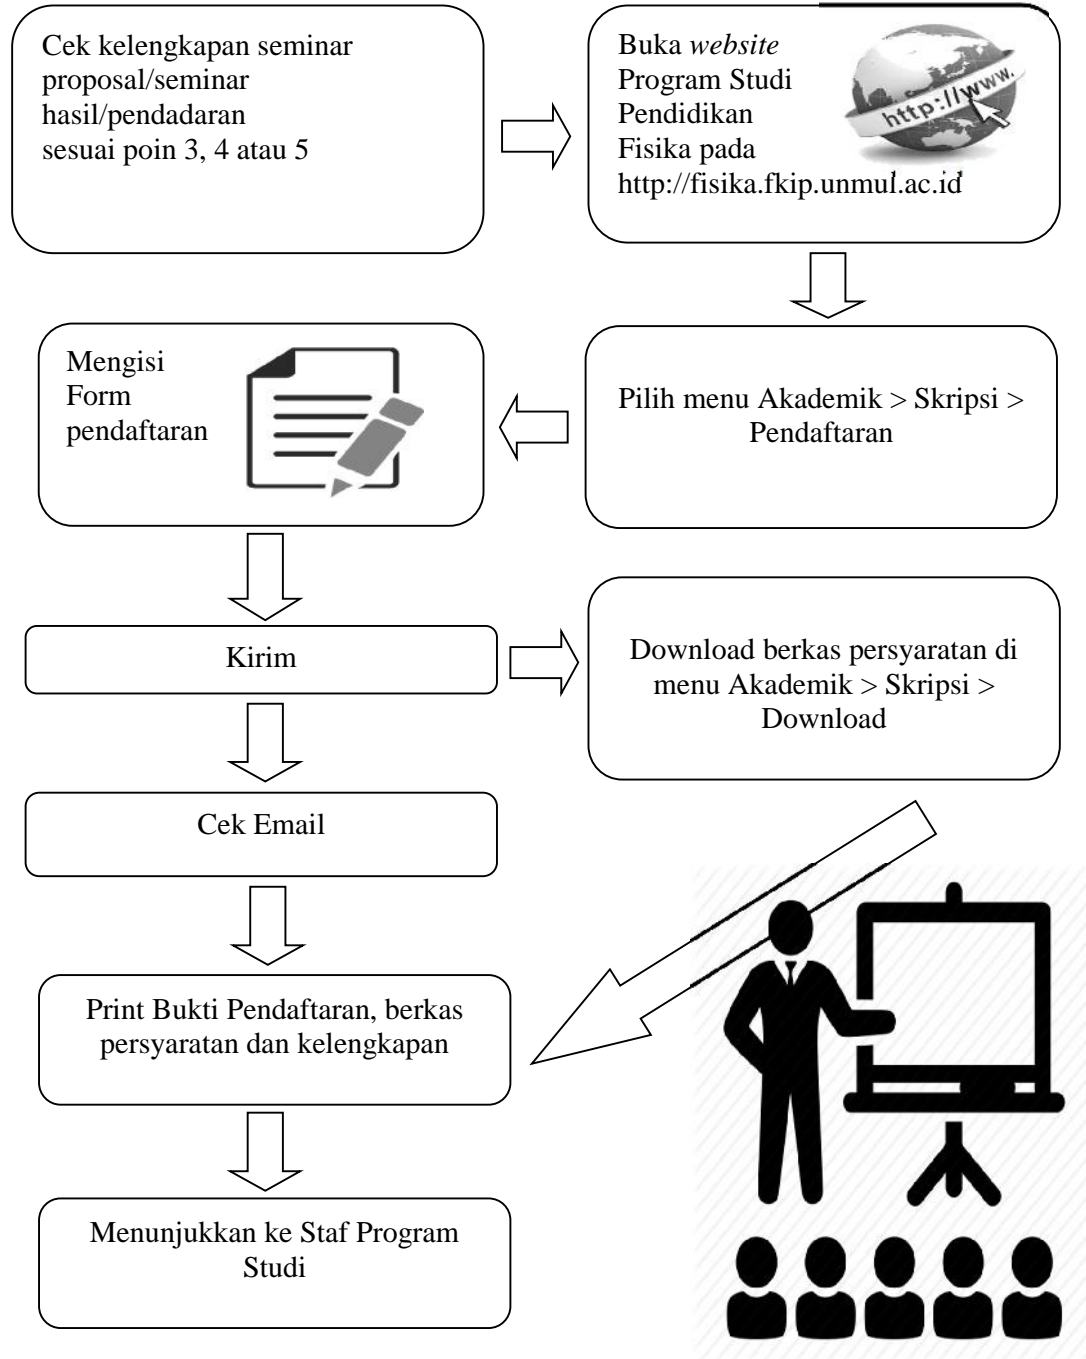 Cek kelengkapan seminar
proposal/seminar
hasil/pendadaran
sesuai poin 3, 4 atau 5
Buka website
Program Studi
Pendidikan
Fisika pada
http://fisika.fkip.unmul.ac.id
http://www.
Pilih menu Akademik > Skripsi >
Pendaftaran
Mengisi
Form
pendaftaran
Kirim
Download berkas persyaratan di
menu Akademik > Skripsi >
Download
Cek Email
Print Bukti Pendaftaran, berkas
persyaratan dan kelengkapan
Menunjukkan ke Staf Program
Studi